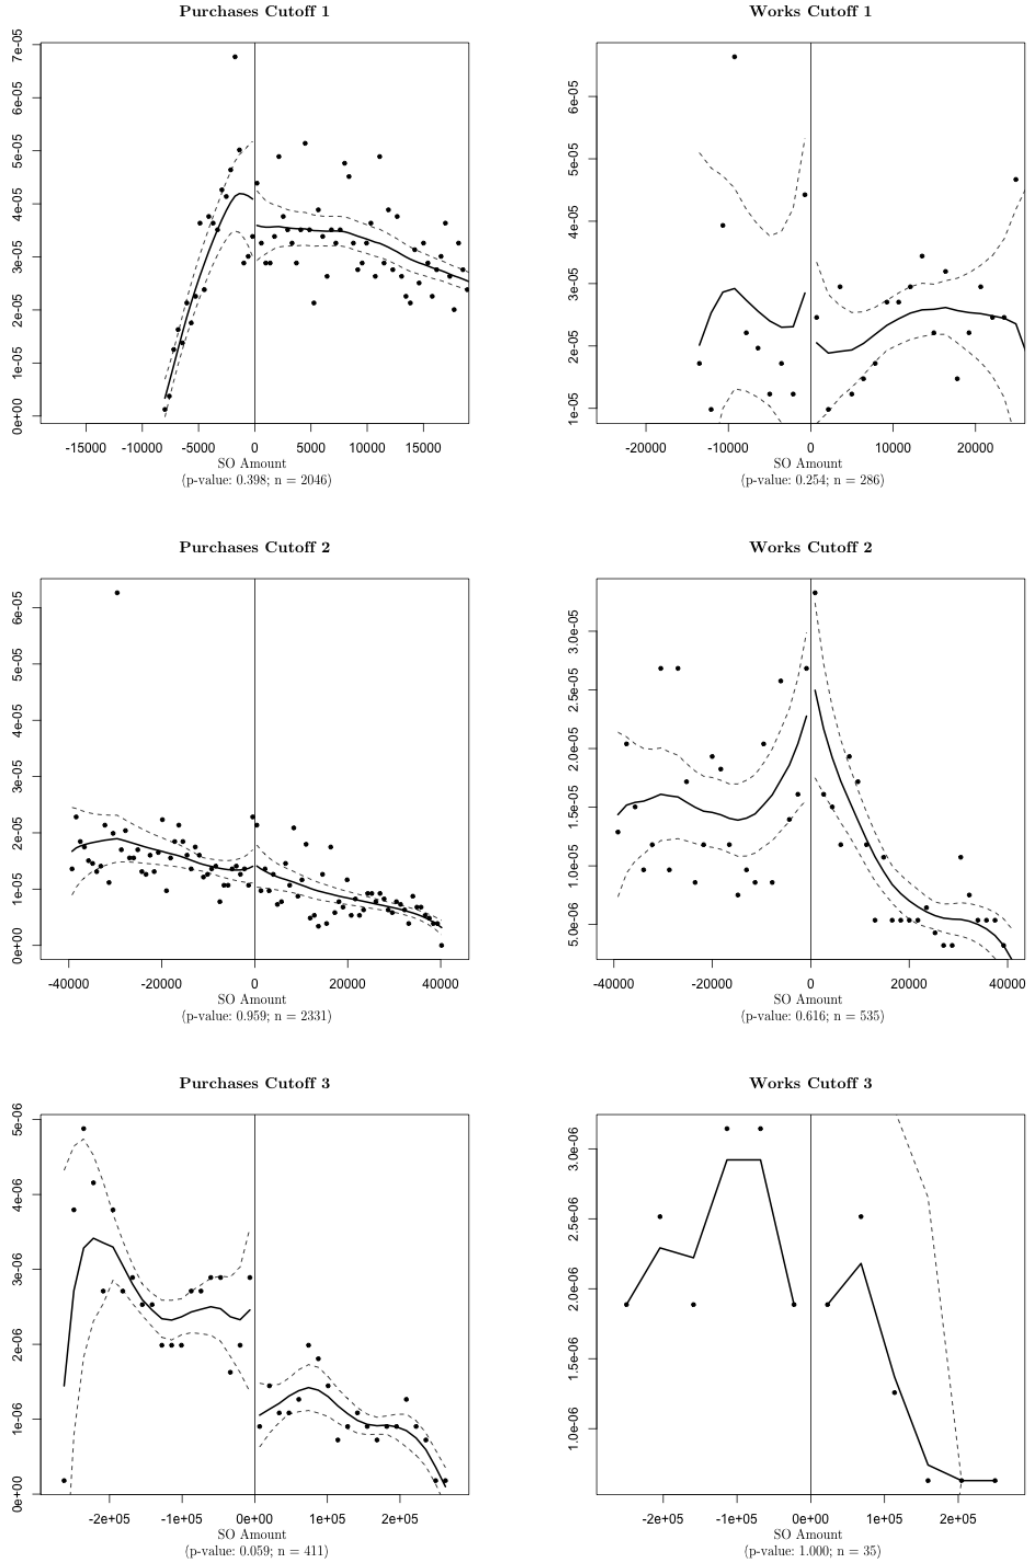 Purchases Cutoff 1
7e-05
6e-05
5e-05
4e-05
3e-05
2e-05
1e-05
0e+00
-15000 -10000 -5000 0 5000 10000 15000
SO Amount
(p-value: 0.398; n = 2046)
Works Cutoff 1
6e-05
5e-05
4e-05
3e-05
2e-05
1e-05
-20000 -10000 0 10000 20000
SO Amount
(p-value: 0.254; n = 286)
Purchases Cutoff 2
6e-05
5e-05
4e-05
3e-05
2e-05
1e-05
0e+00
-40000 -20000 0 20000 40000
SO Amount
(p-value: 0.959; n = 2331)
Works Cutoff 2
3.0e-05
2.5e-05
2.0e-05
1.5e-05
1.0e-05
5.0e-06
-40000 -20000 0 20000 40000
SO Amount
(p-value: 0.616; n = 535)
Purchases Cutoff 3
5e-06
4e-06
3e-06
2e-06
1e-06
0e+00
-2e+05 -1e+05 0e+00 1e+05 2e+05
SO Amount
(p-value: 0.059; n = 411)
Works Cutoff 3
3.0e-06
2.5e-06
2.0e-06
1.5e-06
1.0e-06
-2e+05 -1e+05 0e+00 1e+05 2e+05
SO Amount
(p-value: 1.000; n = 35)